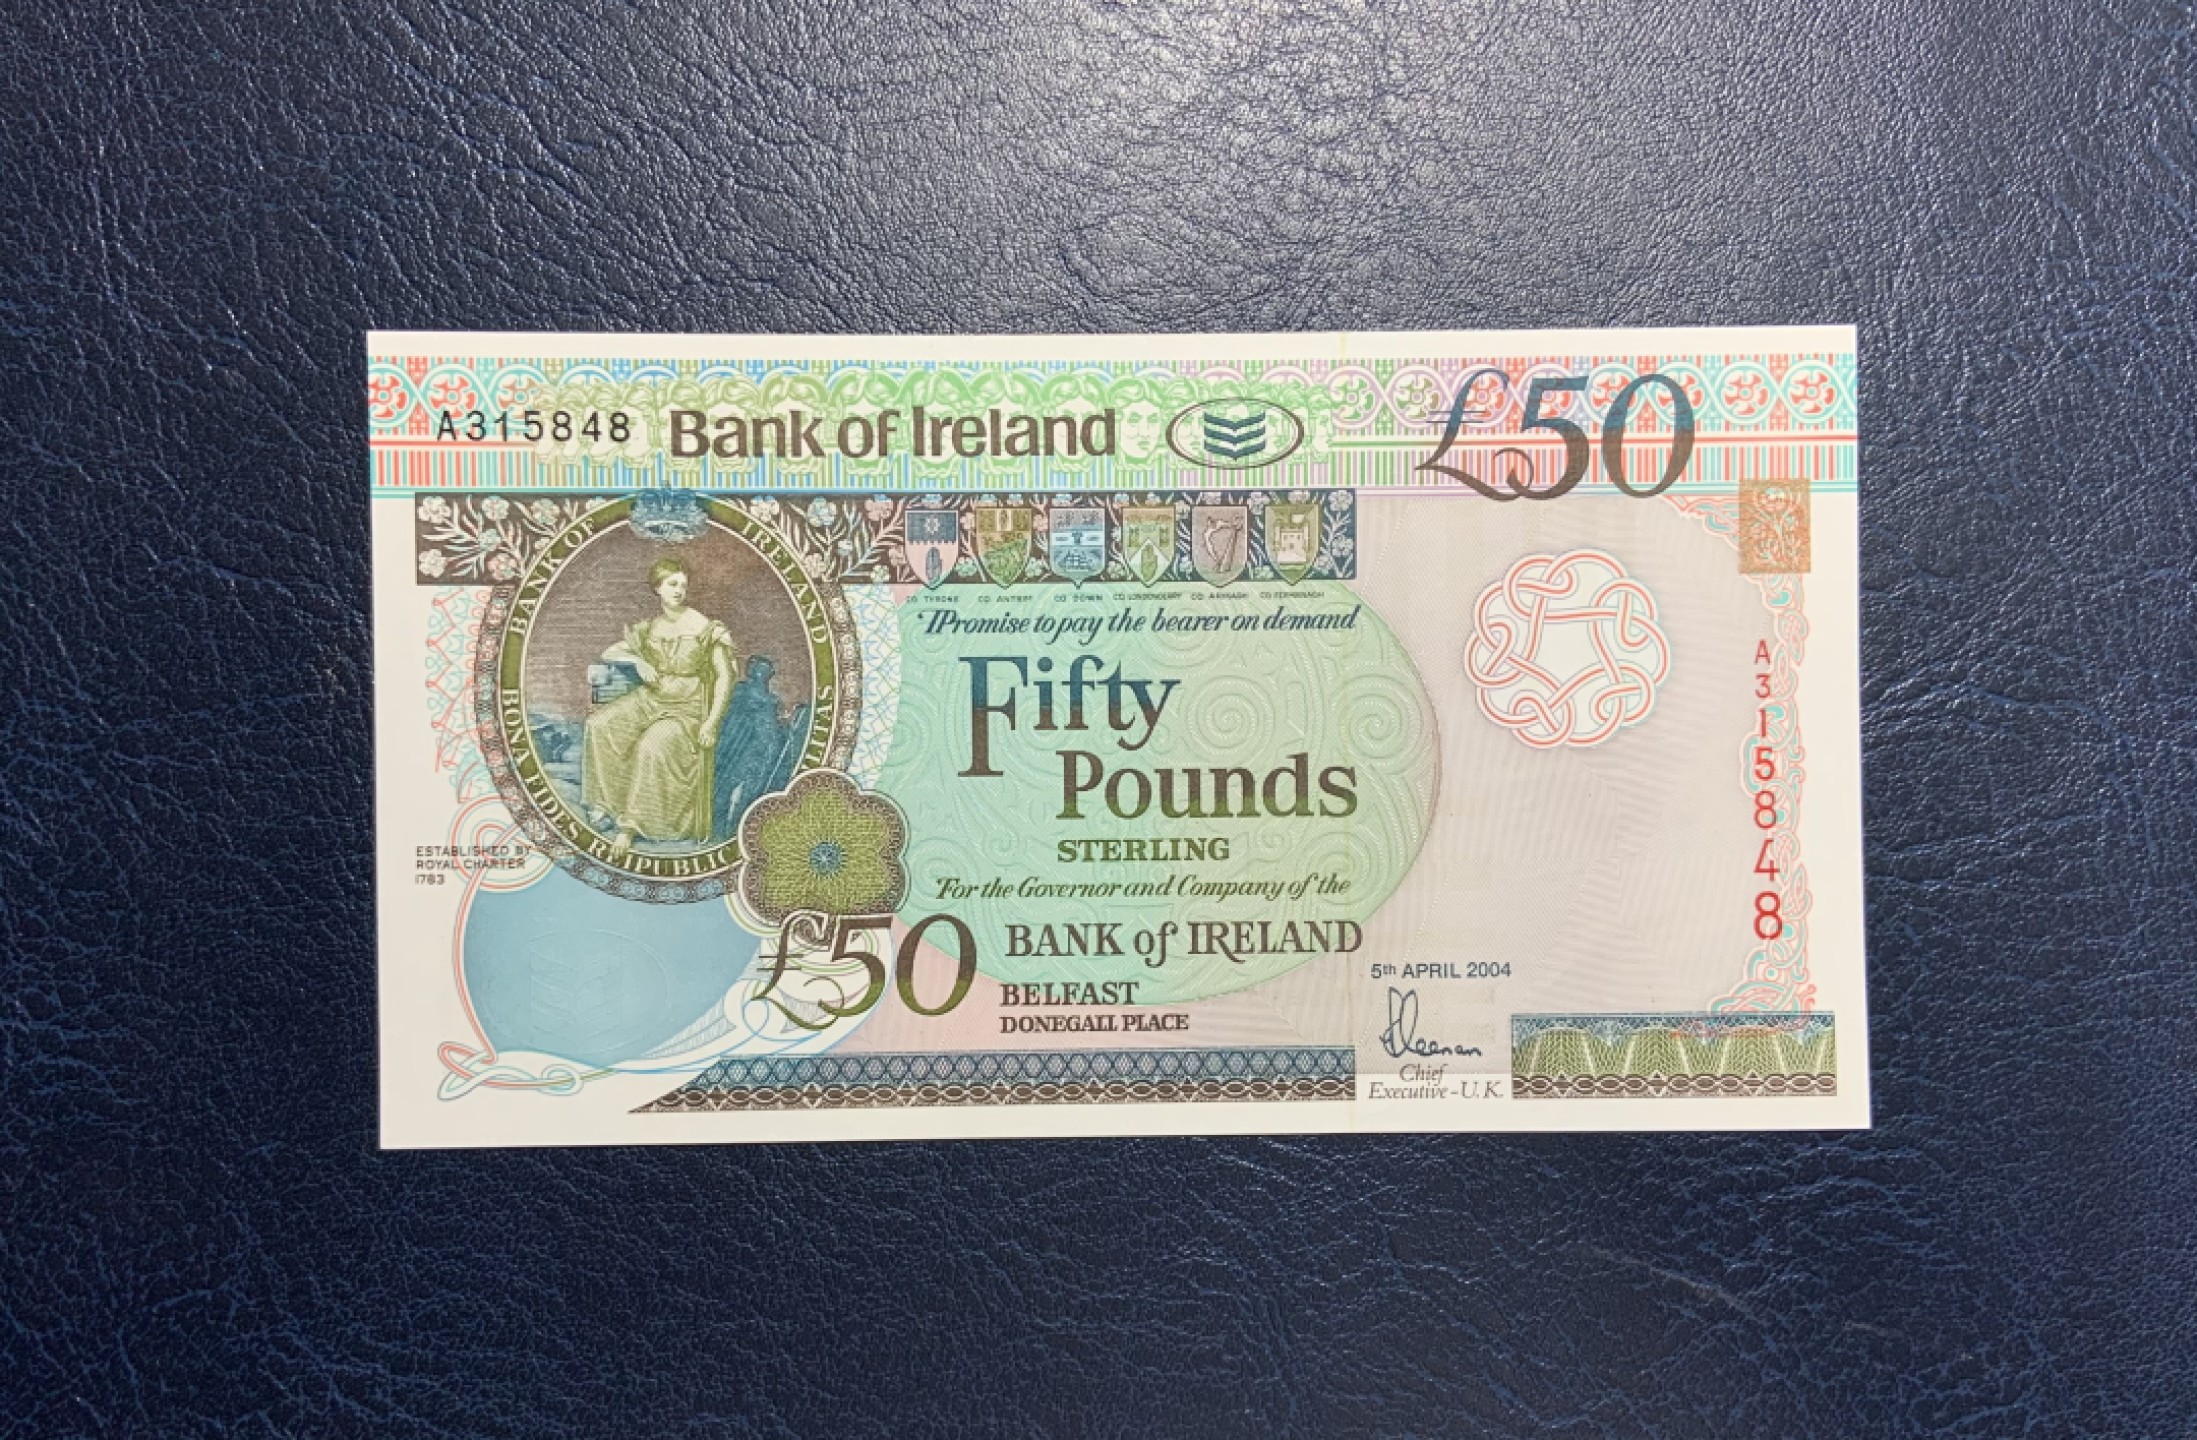 A315848
Bank of Ireland
£50
BANK OF IRELAND
BONA FIDES REIPUBLICÆ STABILITAS
CO. TYRONE
CO. ANTRIM
CO. DOWN
CO. LONDONDERRY
CO. ARMAGH
CO. FERMANAGH
I Promise to pay the bearer on demand
Fifty
Pounds
STERLING
For the Governor and Company of the
BANK of IRELAND
BELFAST
DONEGALL PLACE
ESTABLISHED BY
ROYAL CHARTER
1783
£50
5th APRIL 2004
Chief
Executive - U.K.
A315848